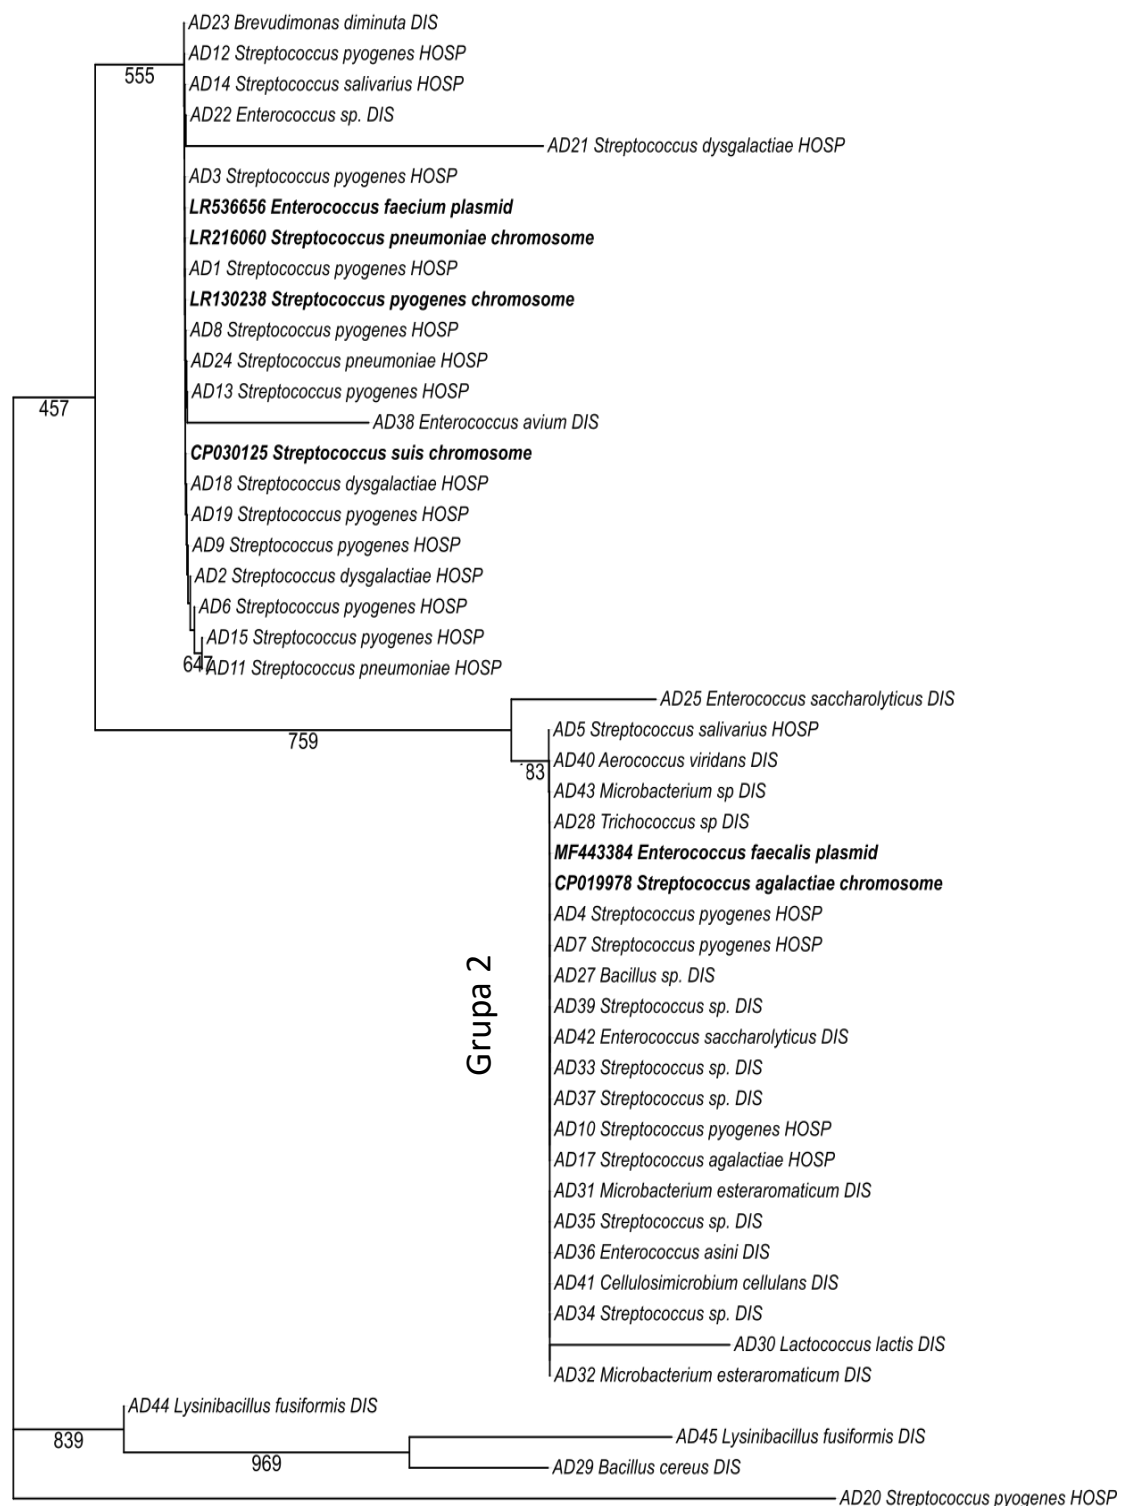 AD23 Brevudimonas diminuta DIS
AD12 Streptococcus pyogenes HOSP
555
AD14 Streptococcus salivarius HOSP
AD22 Enterococcus sp. DIS
AD21 Streptococcus dysgalactiae HOSP
AD3 Streptococcus pyogenes HOSP
LR536656 Enterococcus faecium plasmid
LR216060 Streptococcus pneumoniae chromosome
AD1 Streptococcus pyogenes HOSP
LR130238 Streptococcus pyogenes chromosome
AD8 Streptococcus pyogenes HOSP
AD24 Streptococcus pneumoniae HOSP
AD13 Streptococcus pyogenes HOSP
457
AD38 Enterococcus avium DIS
CP030125 Streptococcus suis chromosome
AD18 Streptococcus dysgalactiae HOSP
AD19 Streptococcus pyogenes HOSP
AD9 Streptococcus pyogenes HOSP
AD2 Streptococcus dysgalactiae HOSP
AD6 Streptococcus pyogenes HOSP
AD15 Streptococcus pyogenes HOSP
647
AD11 Streptococcus pneumoniae HOSP
AD25 Enterococcus saccharolyticus DIS
AD5 Streptococcus salivarius HOSP
759
AD40 Aerococcus viridans DIS
83
AD43 Microbacterium sp DIS
AD28 Trichococcus sp DIS
MF443384 Enterococcus faecalis plasmid
CP019978 Streptococcus agalactiae chromosome
AD4 Streptococcus pyogenes HOSP
AD7 Streptococcus pyogenes HOSP
AD27 Bacillus sp. DIS
AD39 Streptococcus sp. DIS
Grupa 2
AD42 Enterococcus saccharolyticus DIS
AD33 Streptococcus sp. DIS
AD37 Streptococcus sp. DIS
AD10 Streptococcus pyogenes HOSP
AD17 Streptococcus agalactiae HOSP
AD31 Microbacterium esteraromaticum DIS
AD35 Streptococcus sp. DIS
AD36 Enterococcus asini DIS
AD41 Cellulosimicrobium cellulans DIS
AD34 Streptococcus sp. DIS
AD30 Lactococcus lactis DIS
AD32 Microbacterium esteraromaticum DIS
AD44 Lysinibacillus fusiformis DIS
839
AD45 Lysinibacillus fusiformis DIS
969
AD29 Bacillus cereus DIS
AD20 Streptococcus pyogenes HOSP